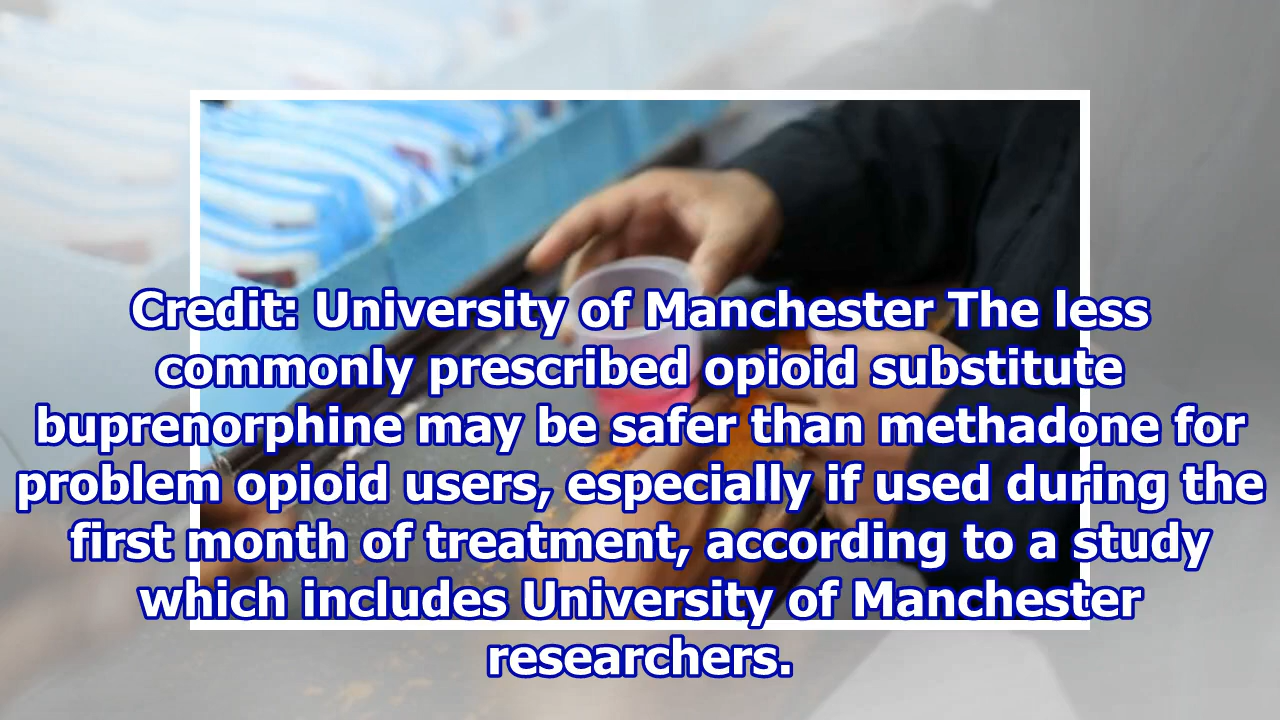 Credit: University of Manchester The less
commonly prescribed opioid substitute
buprenorphine may be safer than methadone for
problem opioid users, especially if used during the
first month of treatment, according to a study
which includes University of Manchester
researchers.